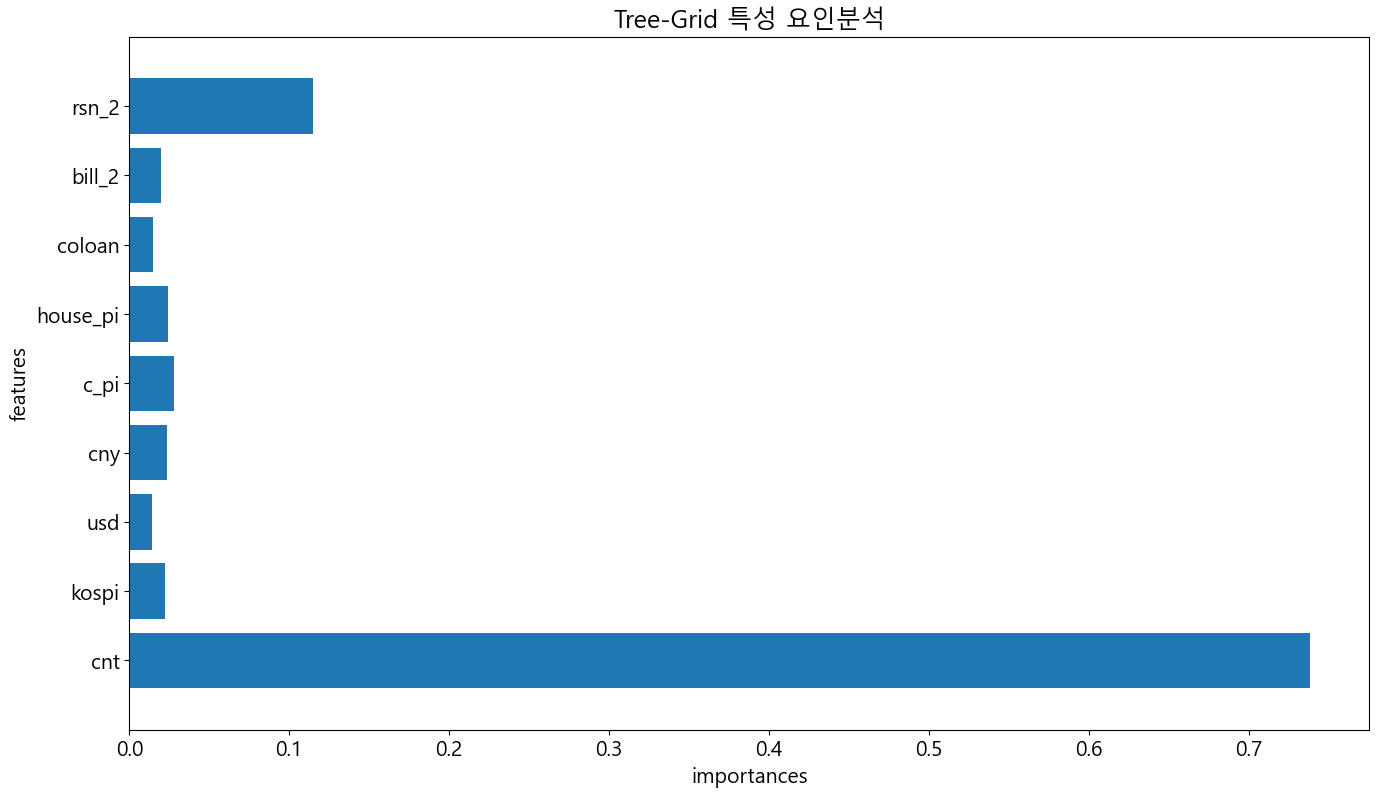 Tree-Grid 특성 요인분석
rsn_2
bill_2
coloan
house_pi
c_pi
cny
usd
kospi
cnt
features
0.0 0.1 0.2 0.3 0.4 0.5 0.6 0.7
importances